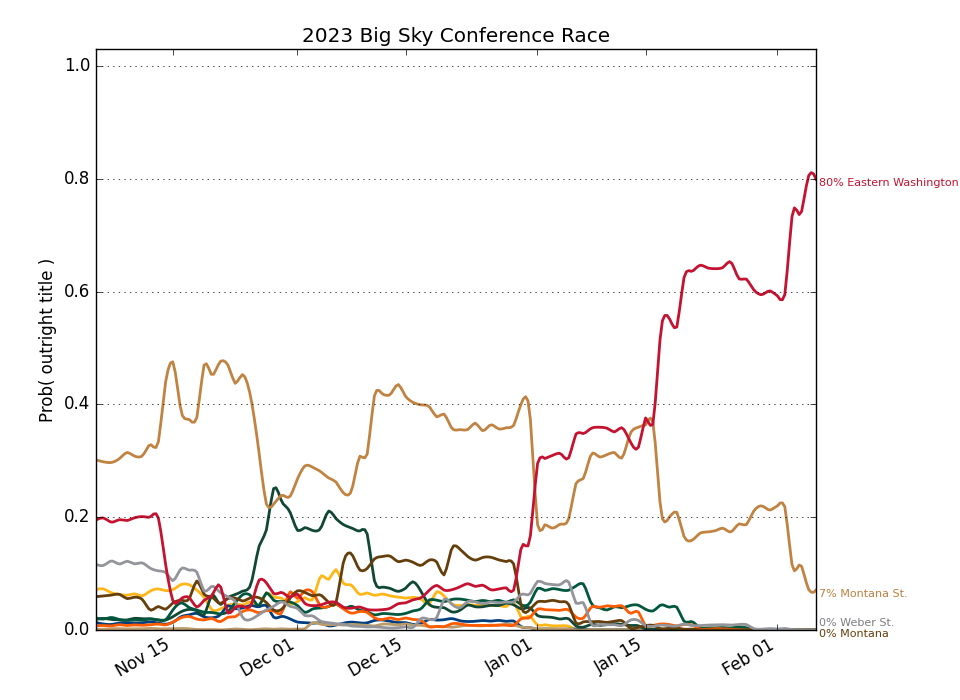 2023 Big Sky Conference Race
Prob( outright title )
1.0
0.8
0.6
0.4
0.2
0.0
Nov 15
Dec 01
Dec 15
Jan 01
Jan 15
Feb 01
80% Eastern Washington
7% Montana St.
0% Weber St.
0% Montana